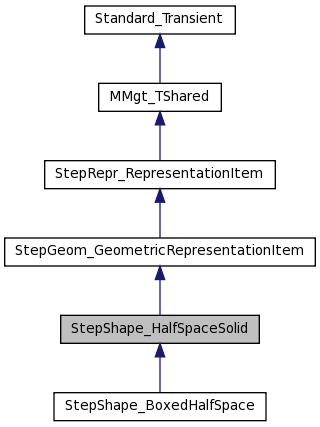 Standard_Transient
MMgt_TShared
StepRepr_RepresentationItem
StepGeom_GeometricRepresentationItem
StepShape_HalfSpaceSolid
StepShape_BoxedHalfSpace